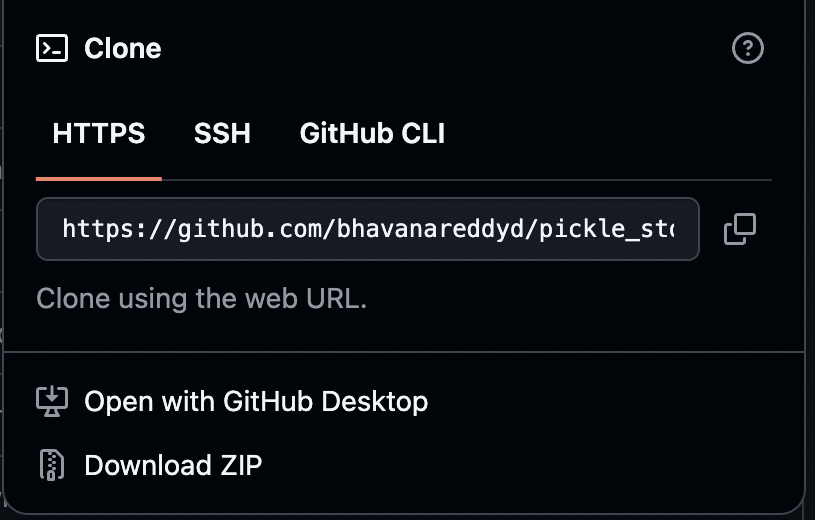 Clone
HTTPS SSH GitHub CLI
https://github.com/bhavanareddyd/pickle_sto
Clone using the web URL.
Open with GitHub Desktop
Download ZIP